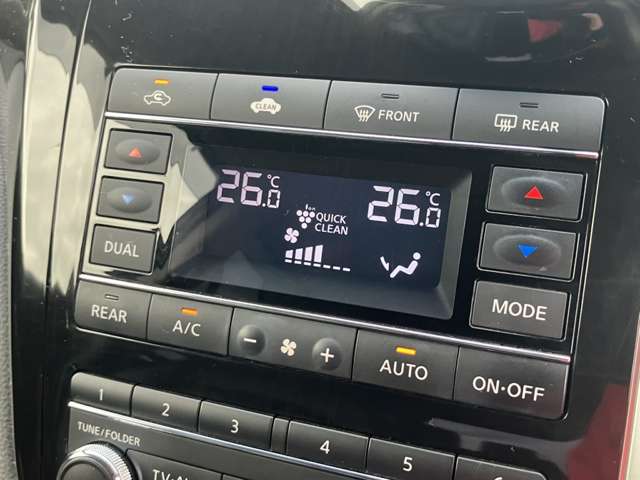 CLEAN
FRONT
REAR
26.0°C
ion
QUICK
CLEAN
26.0°C
DUAL
MODE
REAR
A/C
− +
AUTO
ON·OFF
1 2 3 4 5
TUNE/FOLDER